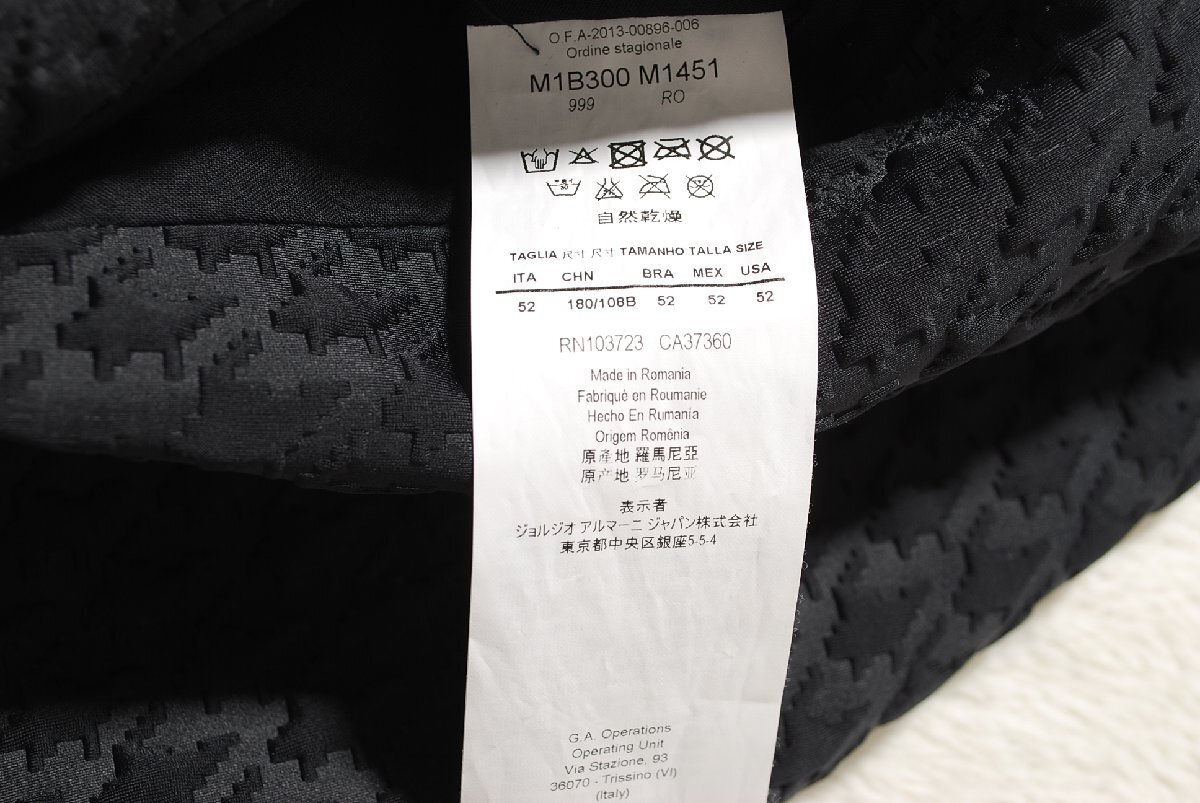 O.F.A-2013-00896-006
Ordine stagionale
M1B300 M1451
999 RO
自然乾燥
TAGLIA 尺寸 尺寸 TAMANHO TALLA SIZE
ITA CHN BRA MEX USA
52 180/108B 52 52 52
RN103723 CA37360
Made in Romania
Fabriqué en Roumanie
Hecho En Rumanía
Origem Romênia
原產地 羅馬尼亞
原产地 罗马尼亚
表示者
ジョルジオ アルマーニ ジャパン株式会社
東京都中央区銀座5-5-4
G.A. Operations
Operating Unit
Via Stazione, 93
36070 - Trissino (VI)
(Italy)